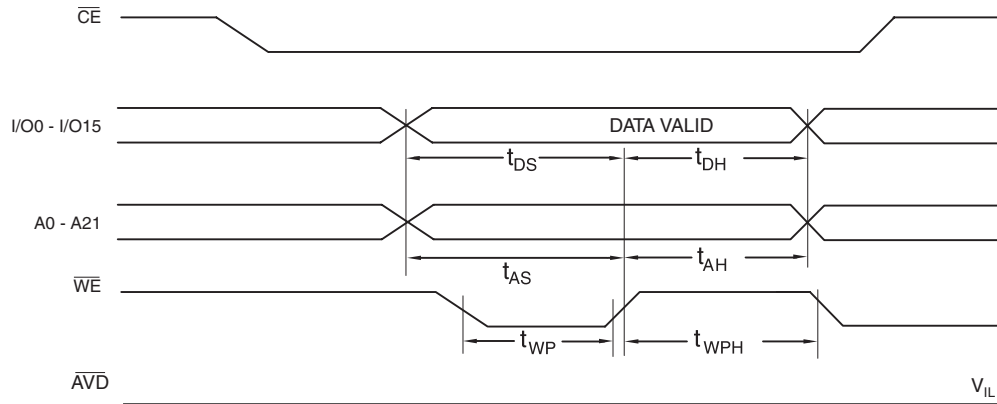 CE
I/O0 - I/O15
DATA VALID
tDS
tDH
A0 - A21
tAS
tAH
WE
tWP
tWPH
AVD
VIL